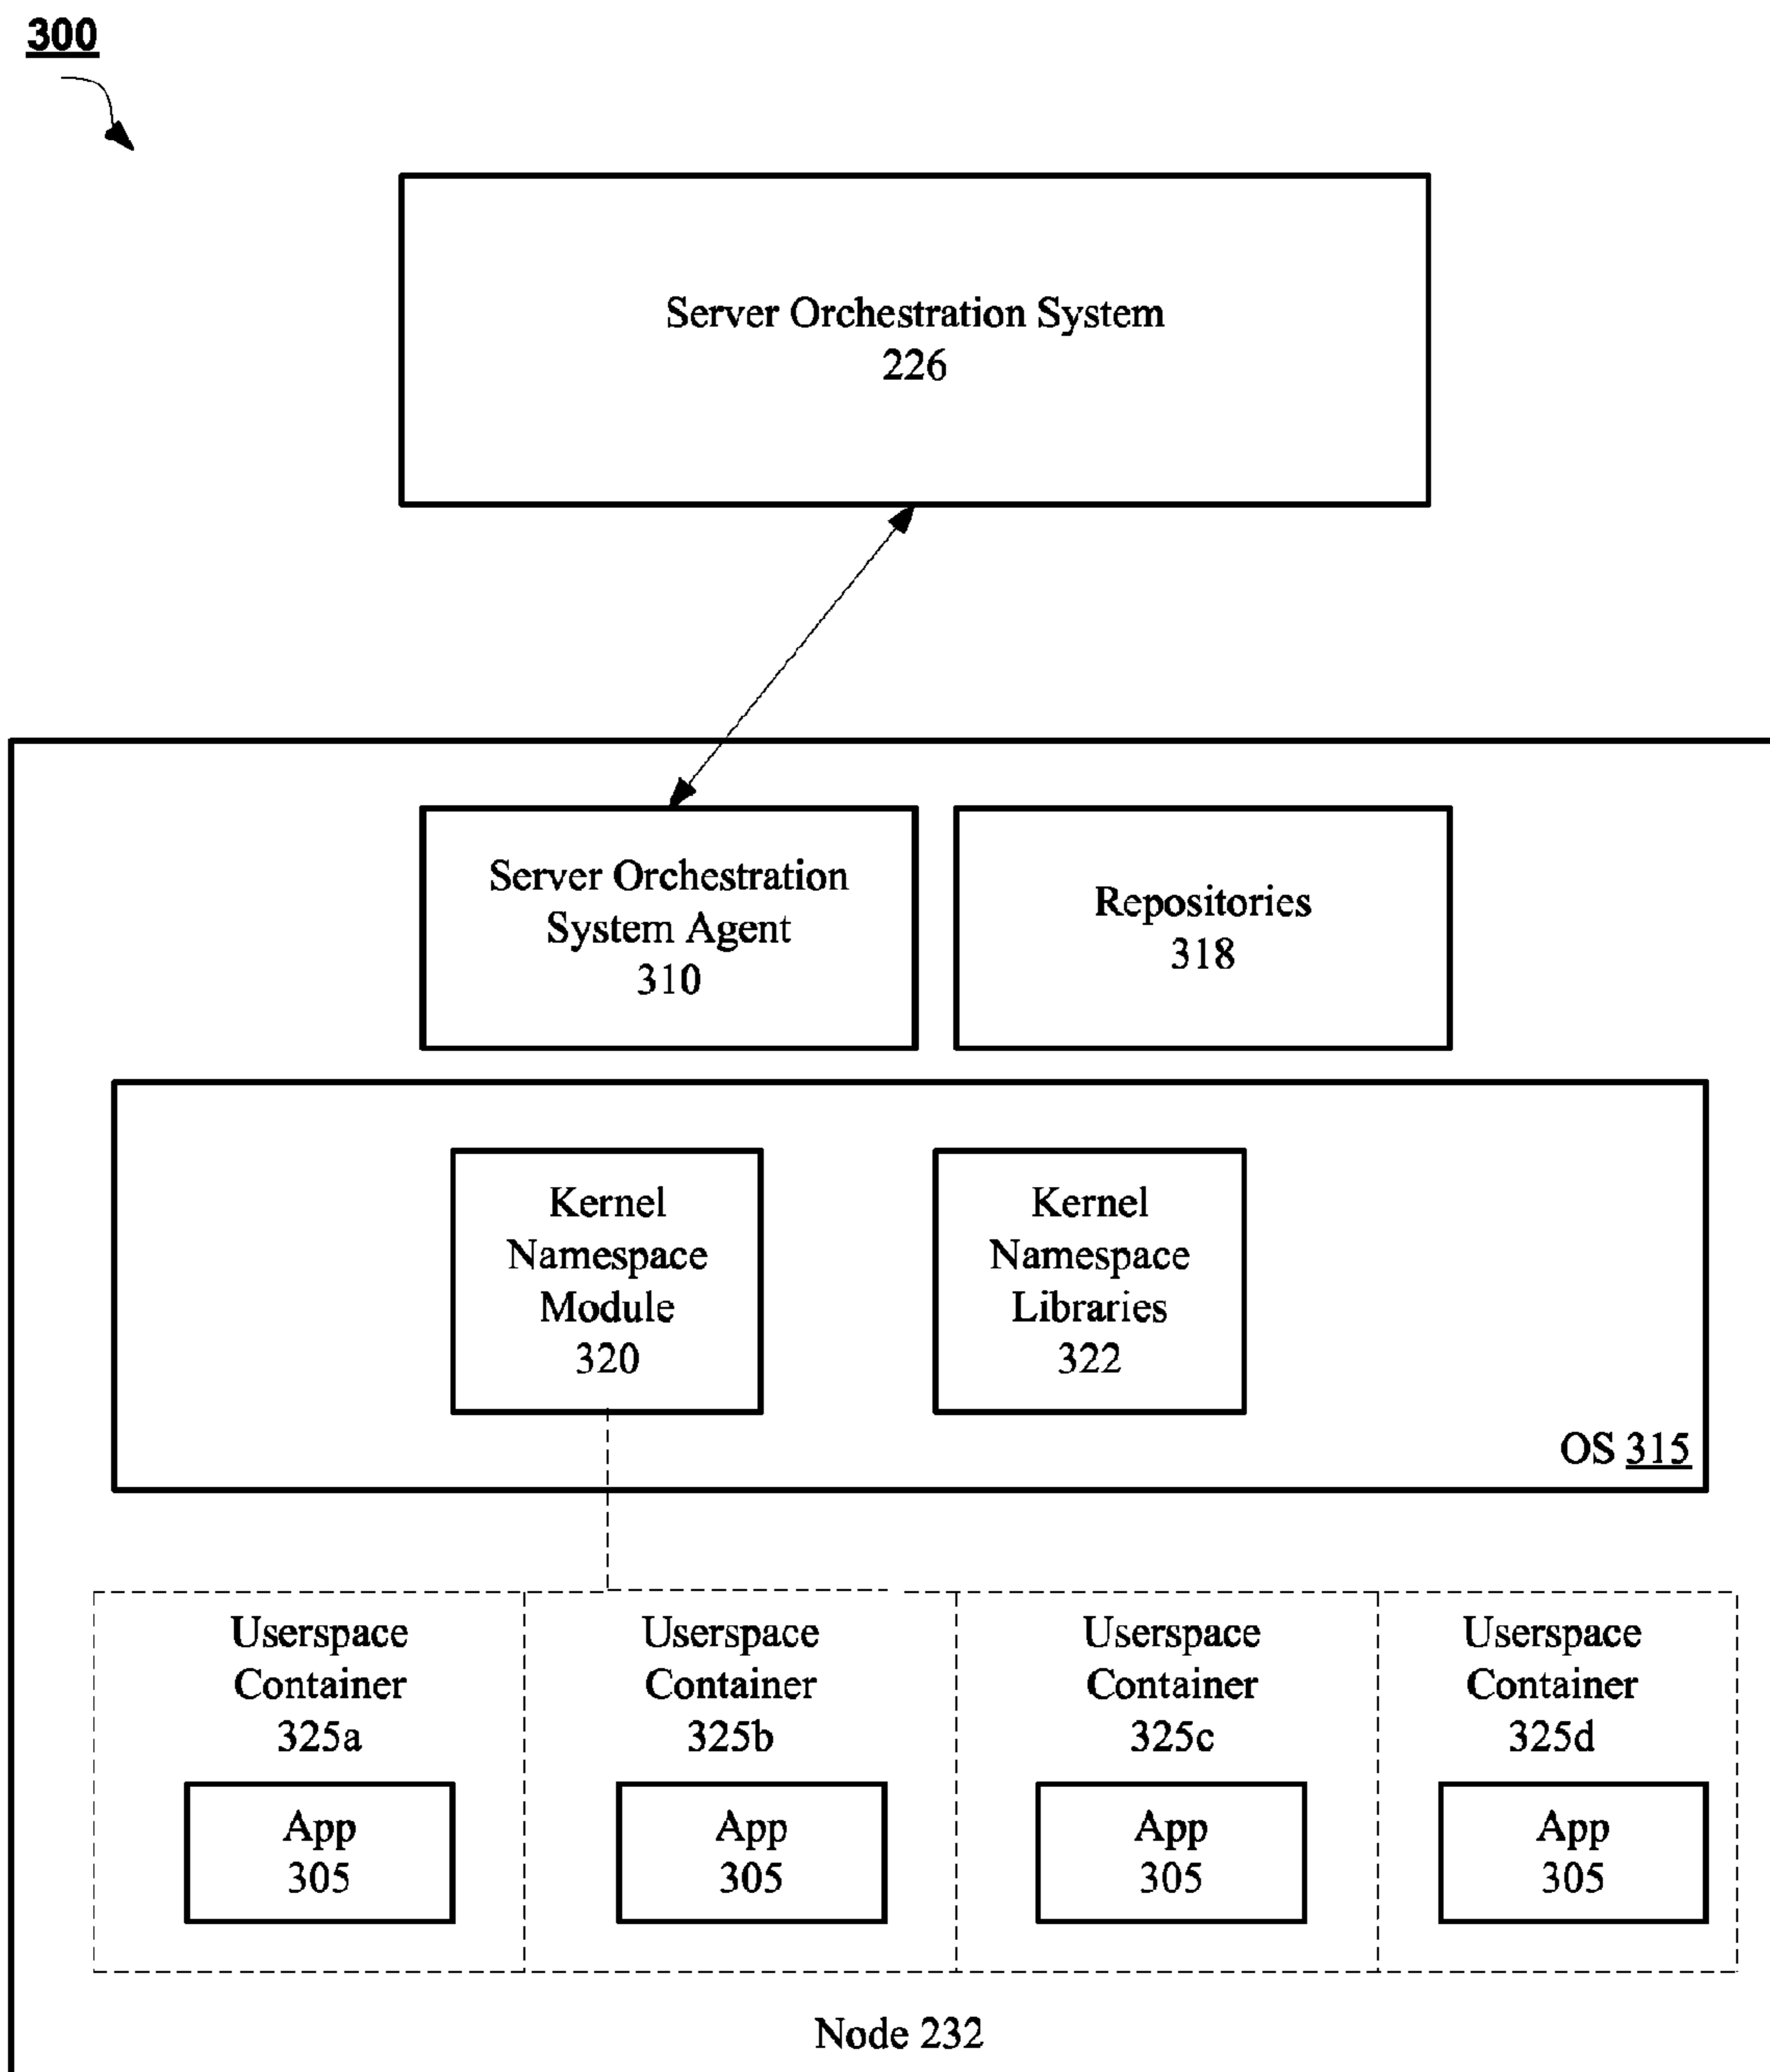 300
Server Orchestration System
226
Server Orchestration
System Agent
310
Repositories
318
Kernel
Namespace
Module
320
Kernel
Namespace
Libraries
322
OS 315
Userspace
Container
325a
App
305
Userspace
Container
325b
App
305
Userspace
Container
325c
App
305
Userspace
Container
325d
App
305
Node 232